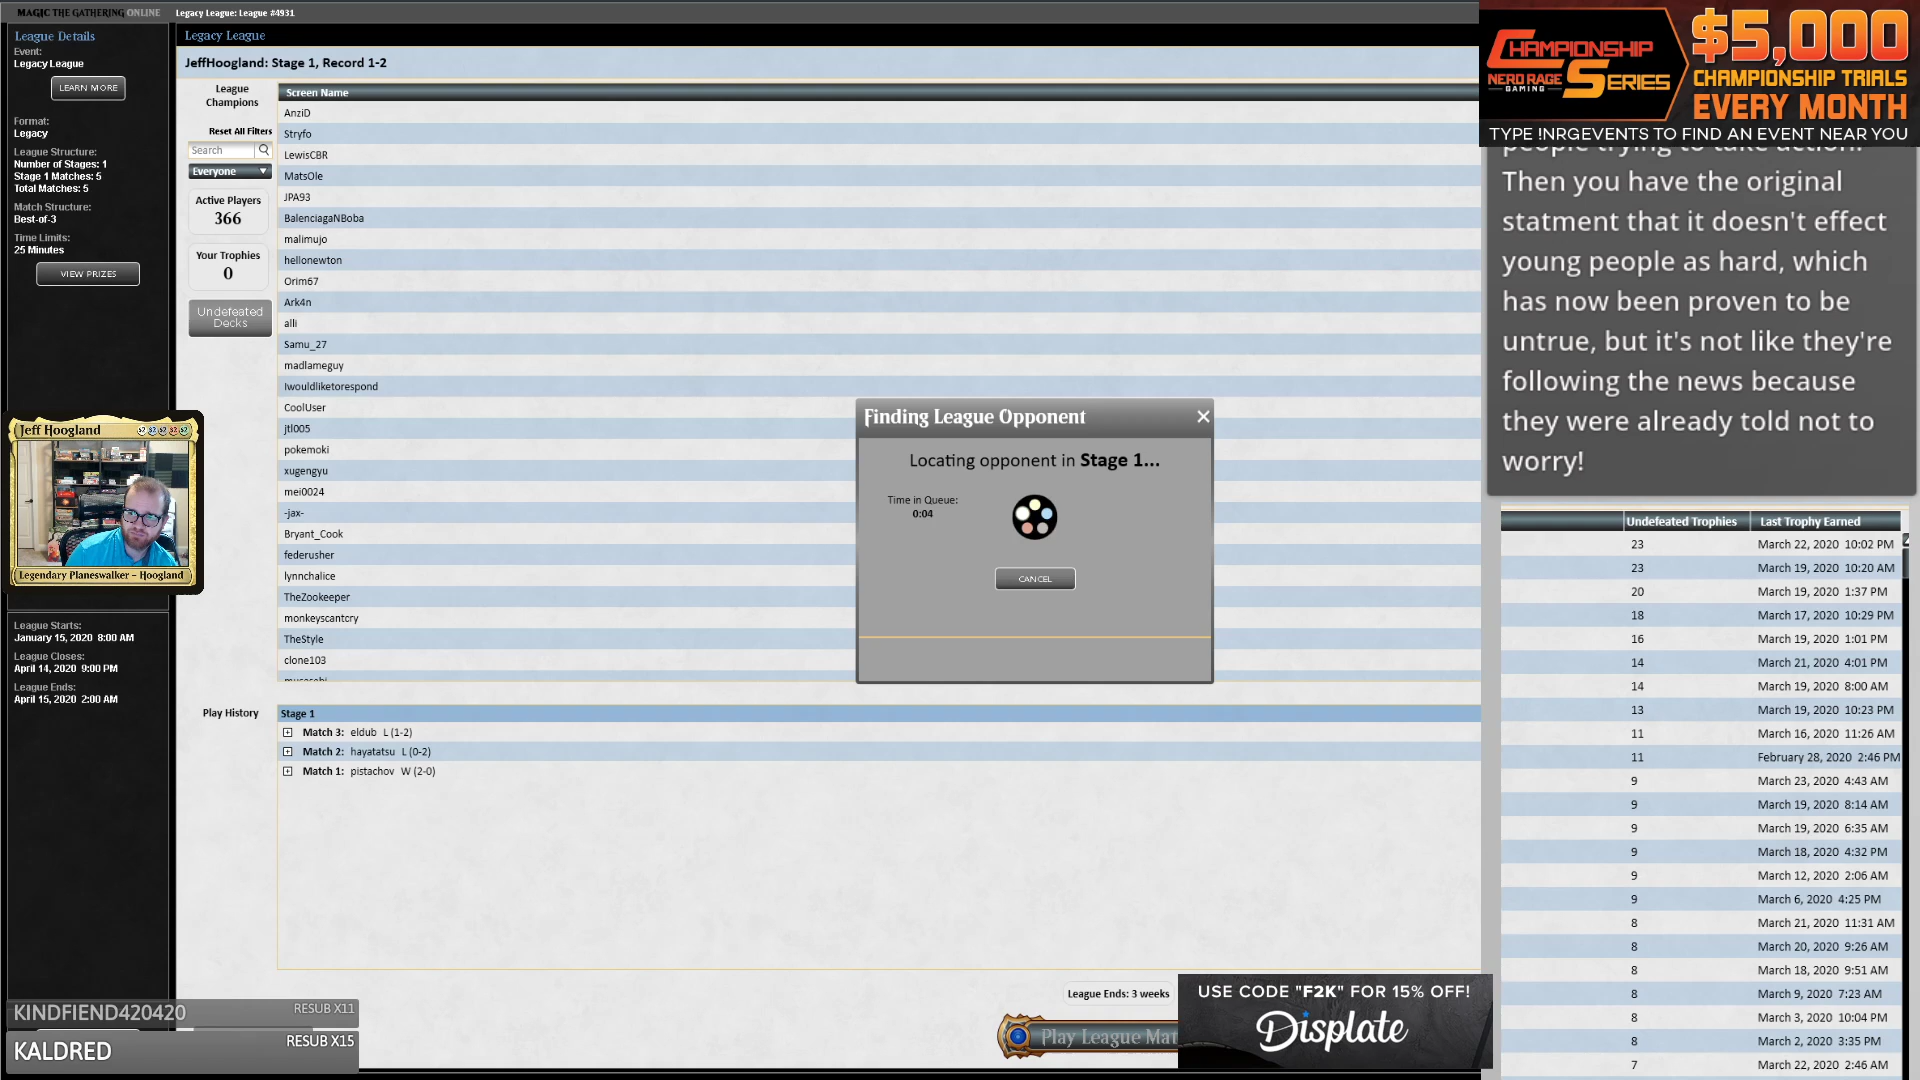 MAGIC THE GATHERING ONLINE
Legacy League: League #4931
League Details
Event:
Legacy League
LEARN MORE
Format:
Legacy
League Structure:
Number of Stages: 1
Stage 1 Matches: 5
Total Matches: 5
Match Structure:
Best-of-3
Time Limits:
25 Minutes
VIEW PRIZES
Jeff Hoogland
Legendary Planeswalker – Hoogland
League Starts:
January 15, 2020 8:00 AM
League Closes:
April 14, 2020 9:00 PM
League Ends:
April 15, 2020 2:00 AM
KINDFIEND420420 RESUB X11
KALDRED RESUB X15
Legacy League
JeffHoogland: Stage 1, Record 1-2
League
Champions
Reset All Filters
Search
Everyone
Active Players
366
Your Trophies
0
Undefeated
Decks
Screen Name
AnziD
Stryfo
LewisCBR
MatsOle
JPA93
BalenciagaNBoba
malimujo
hellonewton
Orim67
Ark4n
alli
Samu_27
madlameguy
Iwouldliketorespond
CoolUser
jtl005
pokemoki
xugengyu
mei0024
-jax-
Bryant_Cook
federusher
lynnchalice
TheZookeeper
monkeyscantcry
TheStyle
clone103
Finding League Opponent
Locating opponent in Stage 1...
Time in Queue:
0:04
CANCEL
Play History
Stage 1
Match 3: eldub L (1-2)
Match 2: hayatatsu L (0-2)
Match 1: pistachov W (2-0)
League Ends: 3 weeks
Play League Mat
USE CODE "F2K" FOR 15% OFF!
Displate
CHAMPIONSHIP
NERD RAGE
GAMING
SERIES
$5,000
CHAMPIONSHIP TRIALS
EVERY MONTH
TYPE !NRGEVENTS TO FIND AN EVENT NEAR YOU
people trying to take action!
Then you have the original
statment that it doesn't effect
young people as hard, which
has now been proven to be
untrue, but it's not like they're
following the news because
they were already told not to
worry!
Undefeated Trophies Last Trophy Earned
23 March 22, 2020 10:02 PM
23 March 19, 2020 10:20 AM
20 March 19, 2020 1:37 PM
18 March 17, 2020 10:29 PM
16 March 19, 2020 1:01 PM
14 March 21, 2020 4:01 PM
14 March 19, 2020 8:00 AM
13 March 19, 2020 10:23 PM
11 March 16, 2020 11:26 AM
11 February 28, 2020 2:46 PM
9 March 23, 2020 4:43 AM
9 March 19, 2020 8:14 AM
9 March 19, 2020 6:35 AM
9 March 18, 2020 4:32 PM
9 March 12, 2020 2:06 AM
9 March 6, 2020 4:25 PM
8 March 21, 2020 11:31 AM
8 March 20, 2020 9:26 AM
8 March 18, 2020 9:51 AM
8 March 9, 2020 7:23 AM
8 March 3, 2020 10:04 PM
8 March 2, 2020 3:35 PM
7 March 22, 2020 2:46 AM